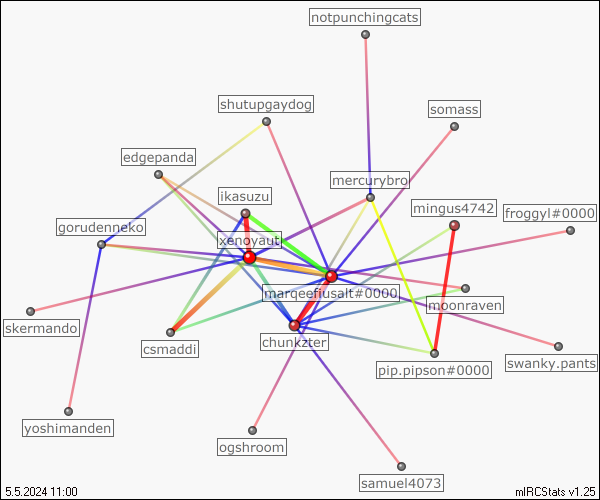 notpunchingcats
shutupgaydog
somass
edgepanda
mercurybro
ikasuzu
mingus4742
froggyl#0000
gorudenneko
xenoyaut
marqeefiusalt#0000
moonraven
skermando
csmaddi
chunkzter
swanky.pants
pip.pipson#0000
yoshimanden
ogshroom
samuel4073
5.5.2024 11:00
mIRCStats v1.25